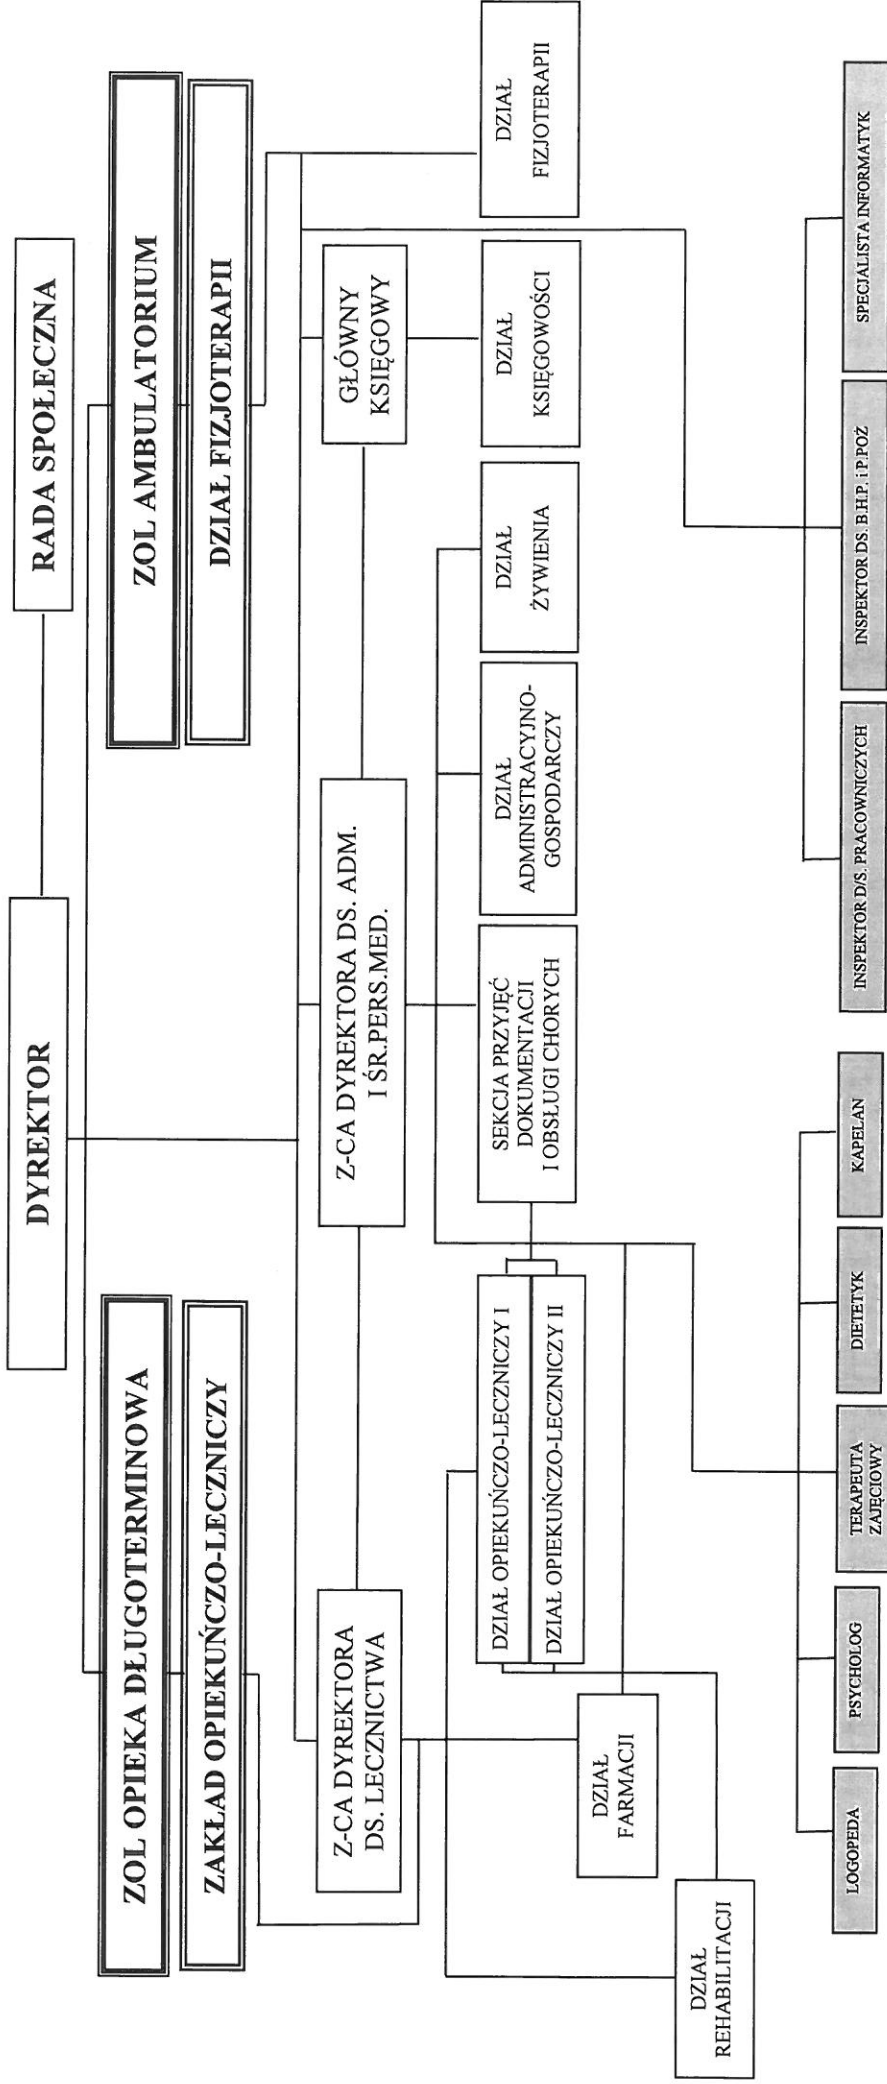 DYREKTOR
RADA SPOŁECZNA
ZOL OPIEKA DŁUGOTERMINOWA
ZAKŁAD OPIEKUŃCZO-LECZNICZY
ZOL AMBULATORIUM
DZIAŁ FIZJOTERAPII
Z-CA DYREKTORA
DS. LECZNICTWA
Z-CA DYREKTORA DS. ADM.
I ŚR.PERS.MED.
GŁÓWNY
KSIĘGOWY
DZIAŁ OPIEKUŃCZO-LECZNICZY I
DZIAŁ OPIEKUŃCZO-LECZNICZY II
SEKCJA PRZYJĘĆ
DOKUMENTACJI
I OBSŁUGI CHORYCH
DZIAŁ
ADMINISTRACYJNO-
GOSPODARCZY
DZIAŁ
ŻYWIENIA
DZIAŁ
KSIĘGOWOŚCI
DZIAŁ
FIZJOTERAPII
DZIAŁ
FARMACJI
DZIAŁ
REHABILITACJI
LOGOPEDA
PSYCHOLOG
TERAPEUTA
ZAJĘCIOWY
DIETETYK
KAPELAN
INSPEKTOR D/S. PRACOWNICZYCH
INSPEKTOR DS. B.H.P. i P.POŻ
SPECJALISTA INFORMATYK